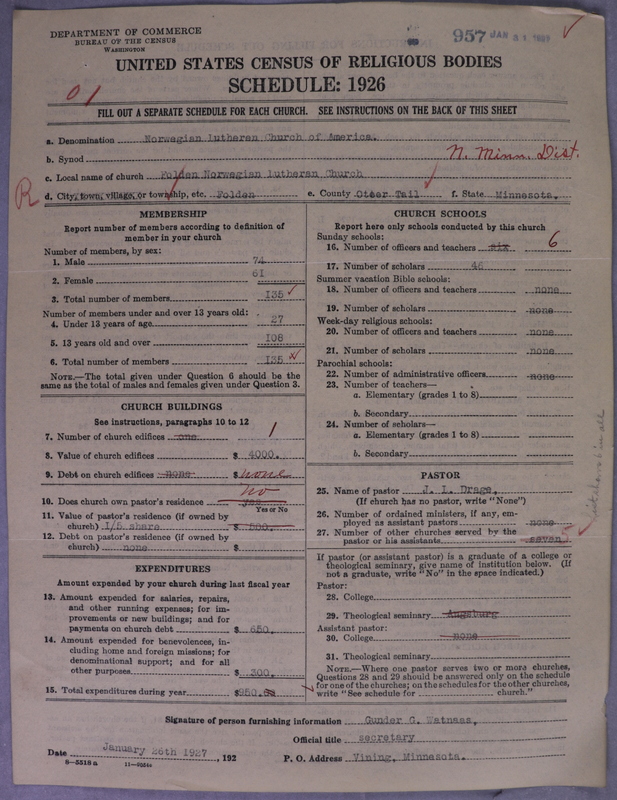 DEPARTMENT OF COMMERCE
BUREAU OF THE CENSUS
WASHINGTON
957 JAN 31 1927
UNITED STATES CENSUS OF RELIGIOUS BODIES
SCHEDULE: 1926
01
FILL OUT A SEPARATE SCHEDULE FOR EACH CHURCH. SEE INSTRUCTIONS ON THE BACK OF THIS SHEET
a. Denomination Norwegian Lutheran Church of America.
b. Synod N. Minn. Dist.
c. Local name of church Folden Norwegian Lutheran Church
R d. City, town, village, or township, etc. Folden e. County Otter Tail f. State Minnesota.
MEMBERSHIP
Report number of members according to definition of
member in your church
Number of members, by sex:
1. Male 74
2. Female 61
3. Total number of members 135
Number of members under and over 13 years old:
4. Under 13 years of age 27
5. 13 years old and over 108
6. Total number of members 135
NOTE.—The total given under Question 6 should be
same as the total of males and females given under Question 3.
CHURCH BUILDINGS
See instructions, paragraphs 10 to 12
7. Number of church edifices one 1
8. Value of church edifices $ 4000.
9. Debt on church edifices none $ none
no
10. Does church own pastor's residence yes
Yes or No
11. Value of pastor's residence (if owned by
church) 1/5 share $ 500.
12. Debt on pastor's residence (if owned by
church) none $
EXPENDITURES
Amount expended by your church during last fiscal year
13. Amount expended for salaries, repairs,
and other running expenses; for im-
provements or new buildings; and for
payments on church debt $ 650.
14. Amount expended for benevolences, in-
cluding home and foreign missions; for
denominational support; and for all
other purposes $ 300.
15. Total expenditures during year $950.
CHURCH SCHOOLS
Report here only schools conducted by this church
Sunday schools:
16. Number of officers and teachers six 6
17. Number of scholars 46
Summer vacation Bible schools:
18. Number of officers and teachers none
19. Number of scholars none
Week-day religious schools:
20. Number of officers and teachers none
21. Number of scholars none
Parochial schools:
22. Number of administrative officers none
23. Number of teachers—
a. Elementary (grades 1 to 8)
b. Secondary
24. Number of scholars—
a. Elementary (grades 1 to 8)
b. Secondary
PASTOR
25. Name of pastor J. L. Drage,
(If church has no pastor, write "None")
26. Number of ordained ministers, if any, em-
ployed as assistant pastors none
27. Number of other churches served by the
pastor or his assistants seven
in all
If pastor (or assistant pastor) is a graduate of a college or
theological seminary, give name of institution below. (If
not a graduate, write "No" in the space indicated.)
Pastor:
28. College
29. Theological seminary Augsburg
Assistant pastor:
30. College none
31. Theological seminary
NOTE.—Where one pastor serves two or more churches,
Questions 28 and 29 should be answered only on the schedule
for one of the churches; on the schedules for the other churches,
write "See schedule for church."
Signature of person furnishing information Gunder G. Watnaas,
Official title secretary
Date January 26th 1927, 192 P. O. Address Vining, Minnesota.
8—5518a 11—9554